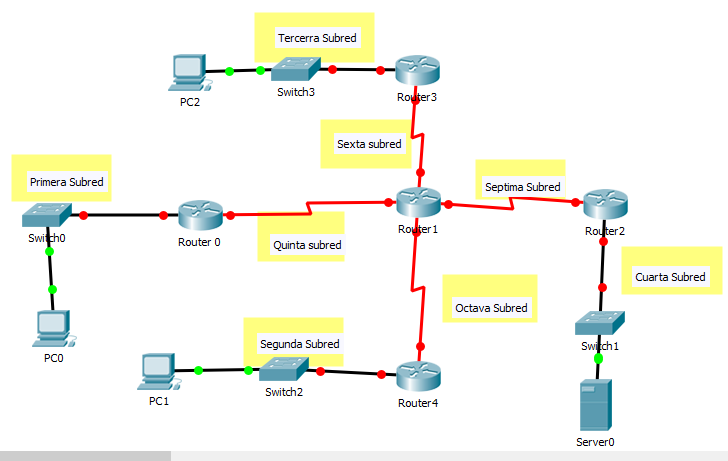 Tercerra Subred
PC2
Switch3
Router3
Sexta subred
Primera Subred
Septima Subred
Switch0
Router 0
Router1
Router2
Quinta subred
Cuarta Subred
Octava Subred
PC0
Segunda Subred
Switch1
PC1
Switch2
Router4
Server0